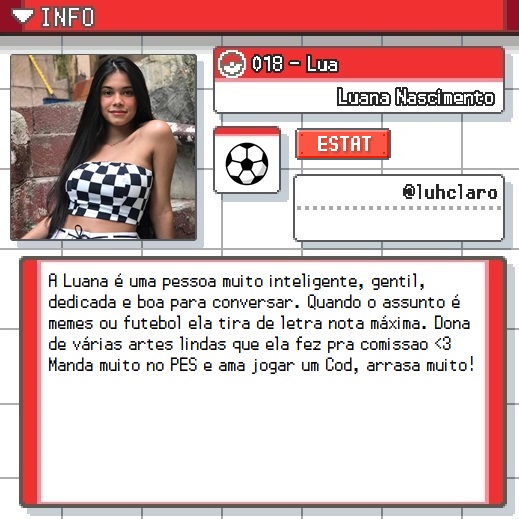 INFO
018 - Lua
Luana Nascimento
ESTAT
@luhclaro
A Luana é uma pessoa muito inteligente, gentil,
dedicada e boa para conversar. Quando o assunto é
memes ou futebol ela tira de letra nota máxima. Dona
de várias artes lindas que ela fez pra comissao <3
Manda muito no PES e ama jogar um Cod, arrasa muito!